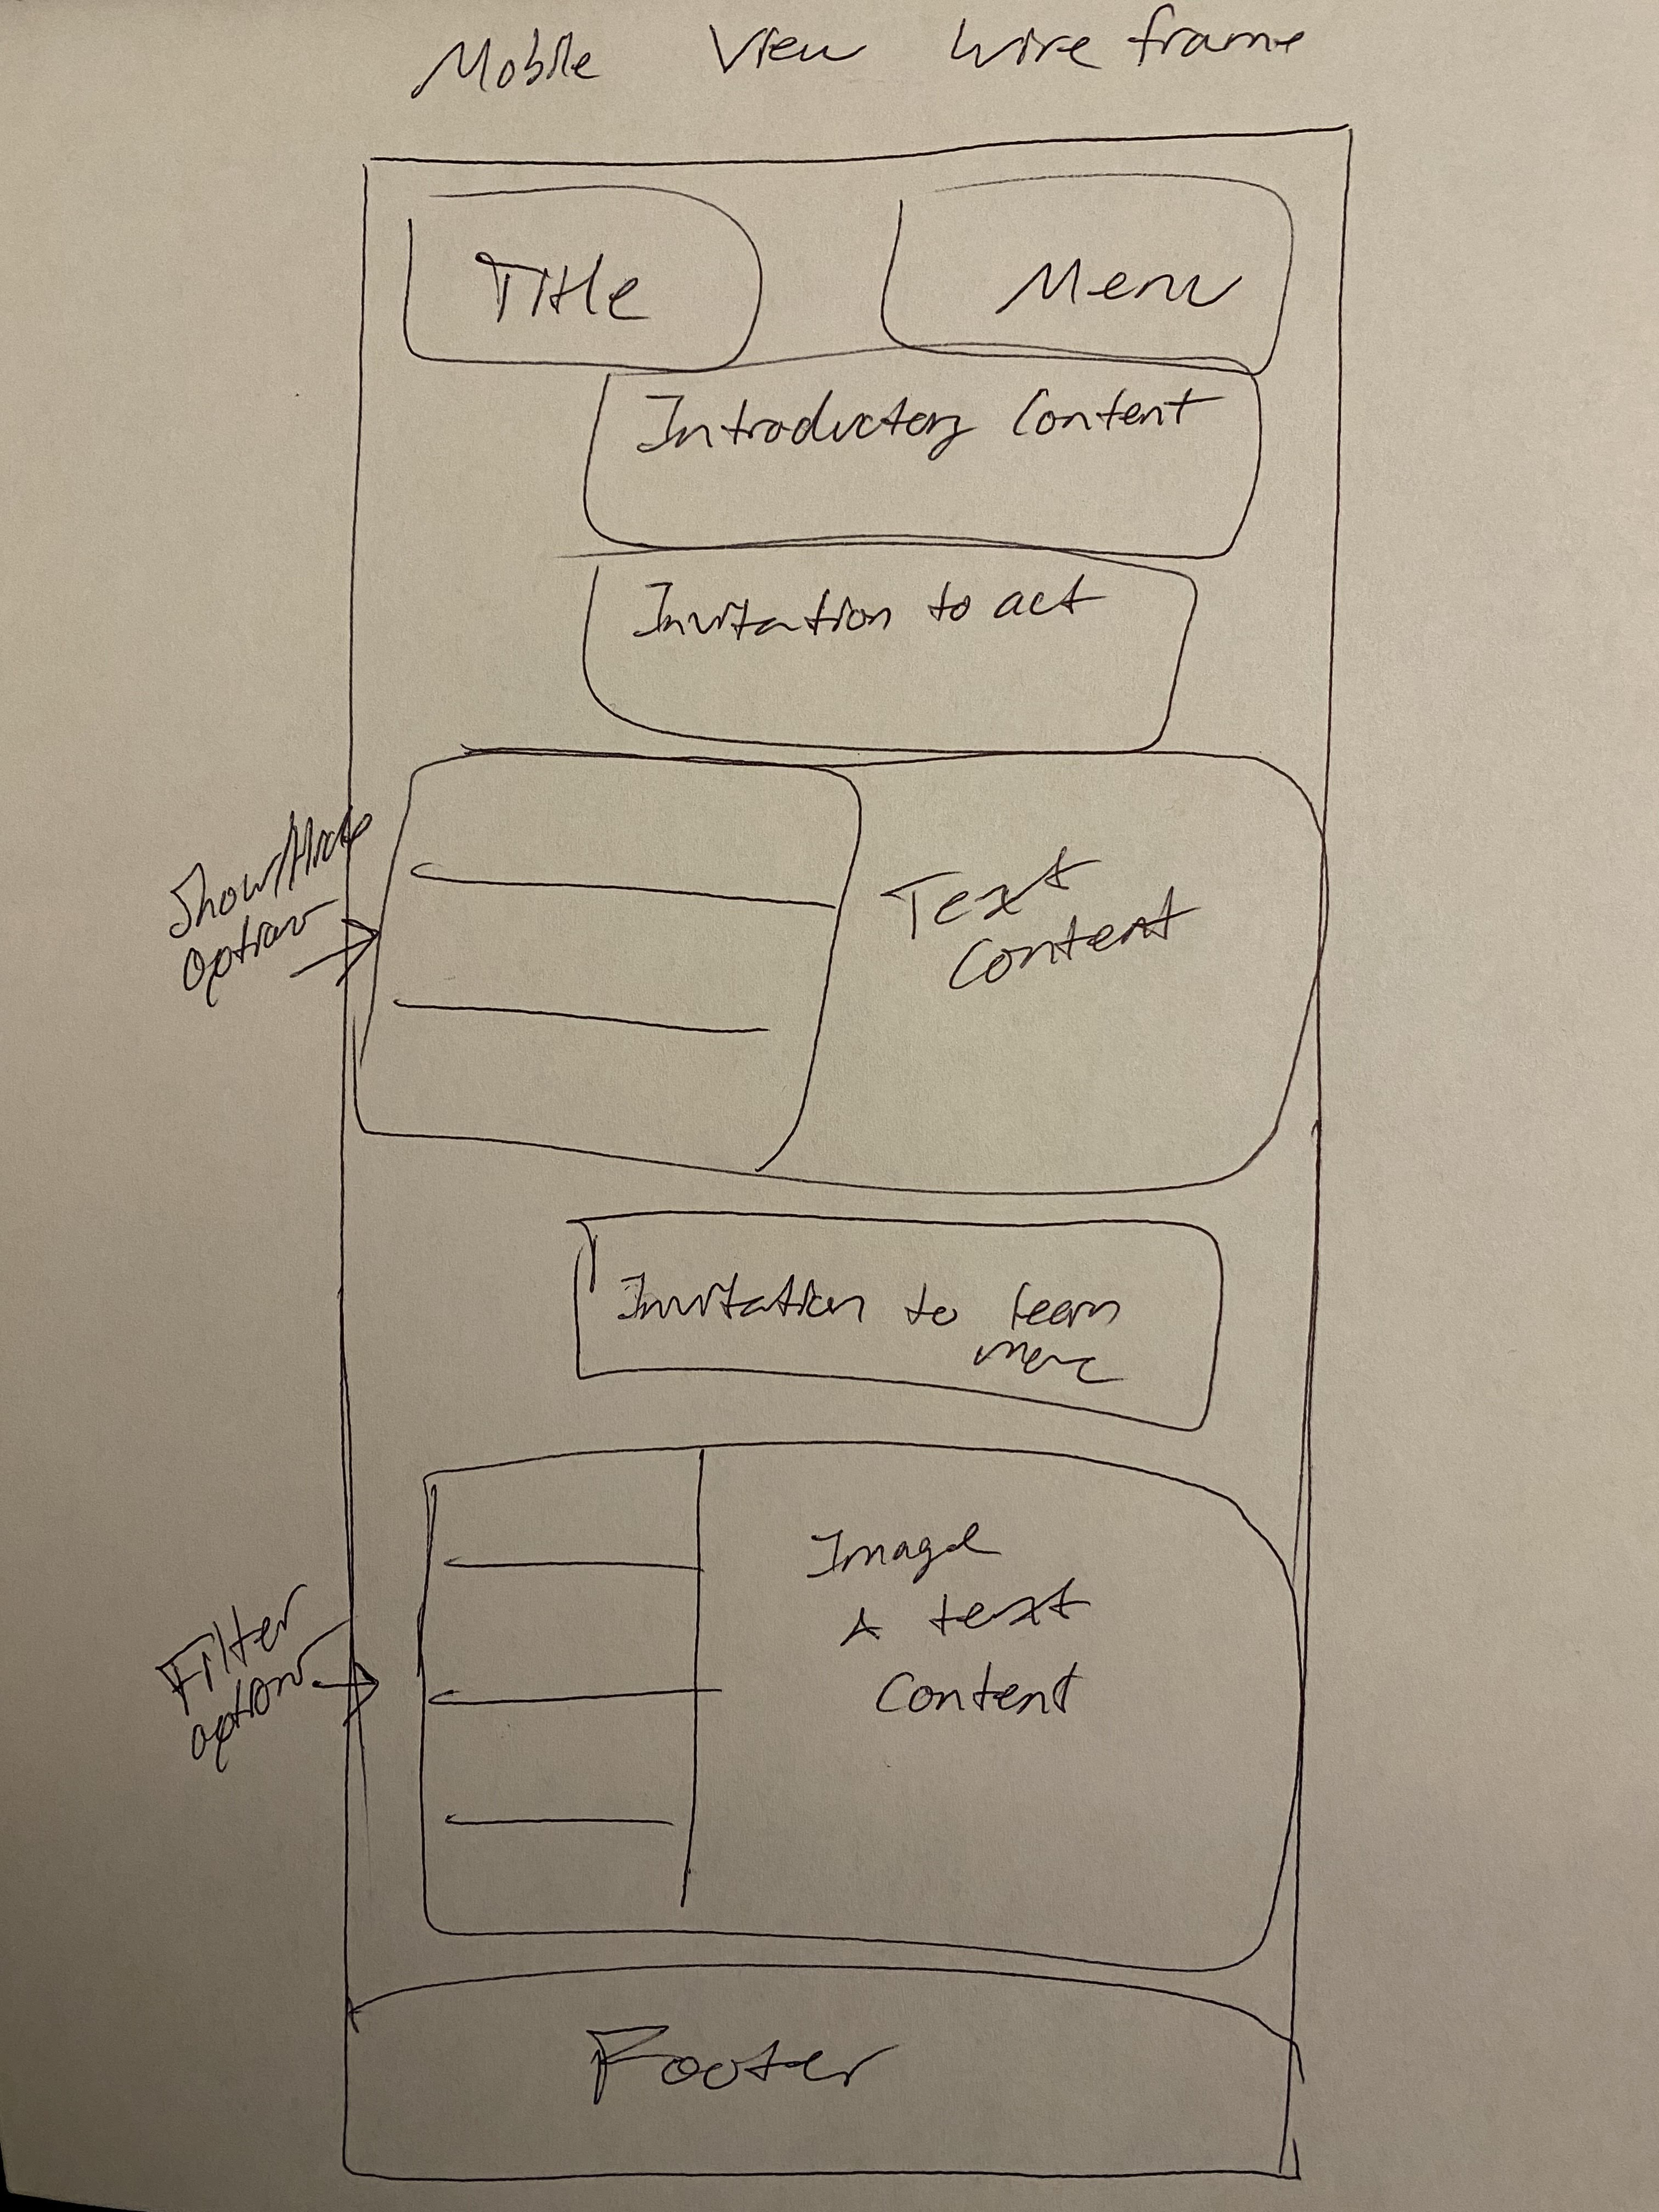 Mobile View Wire frame
Title
Menu
Introductory Content
Invitation to act
Show/Hide
option
Text
Content
Invitation to learn
more
Image
& text
Content
Filter
option
Footer